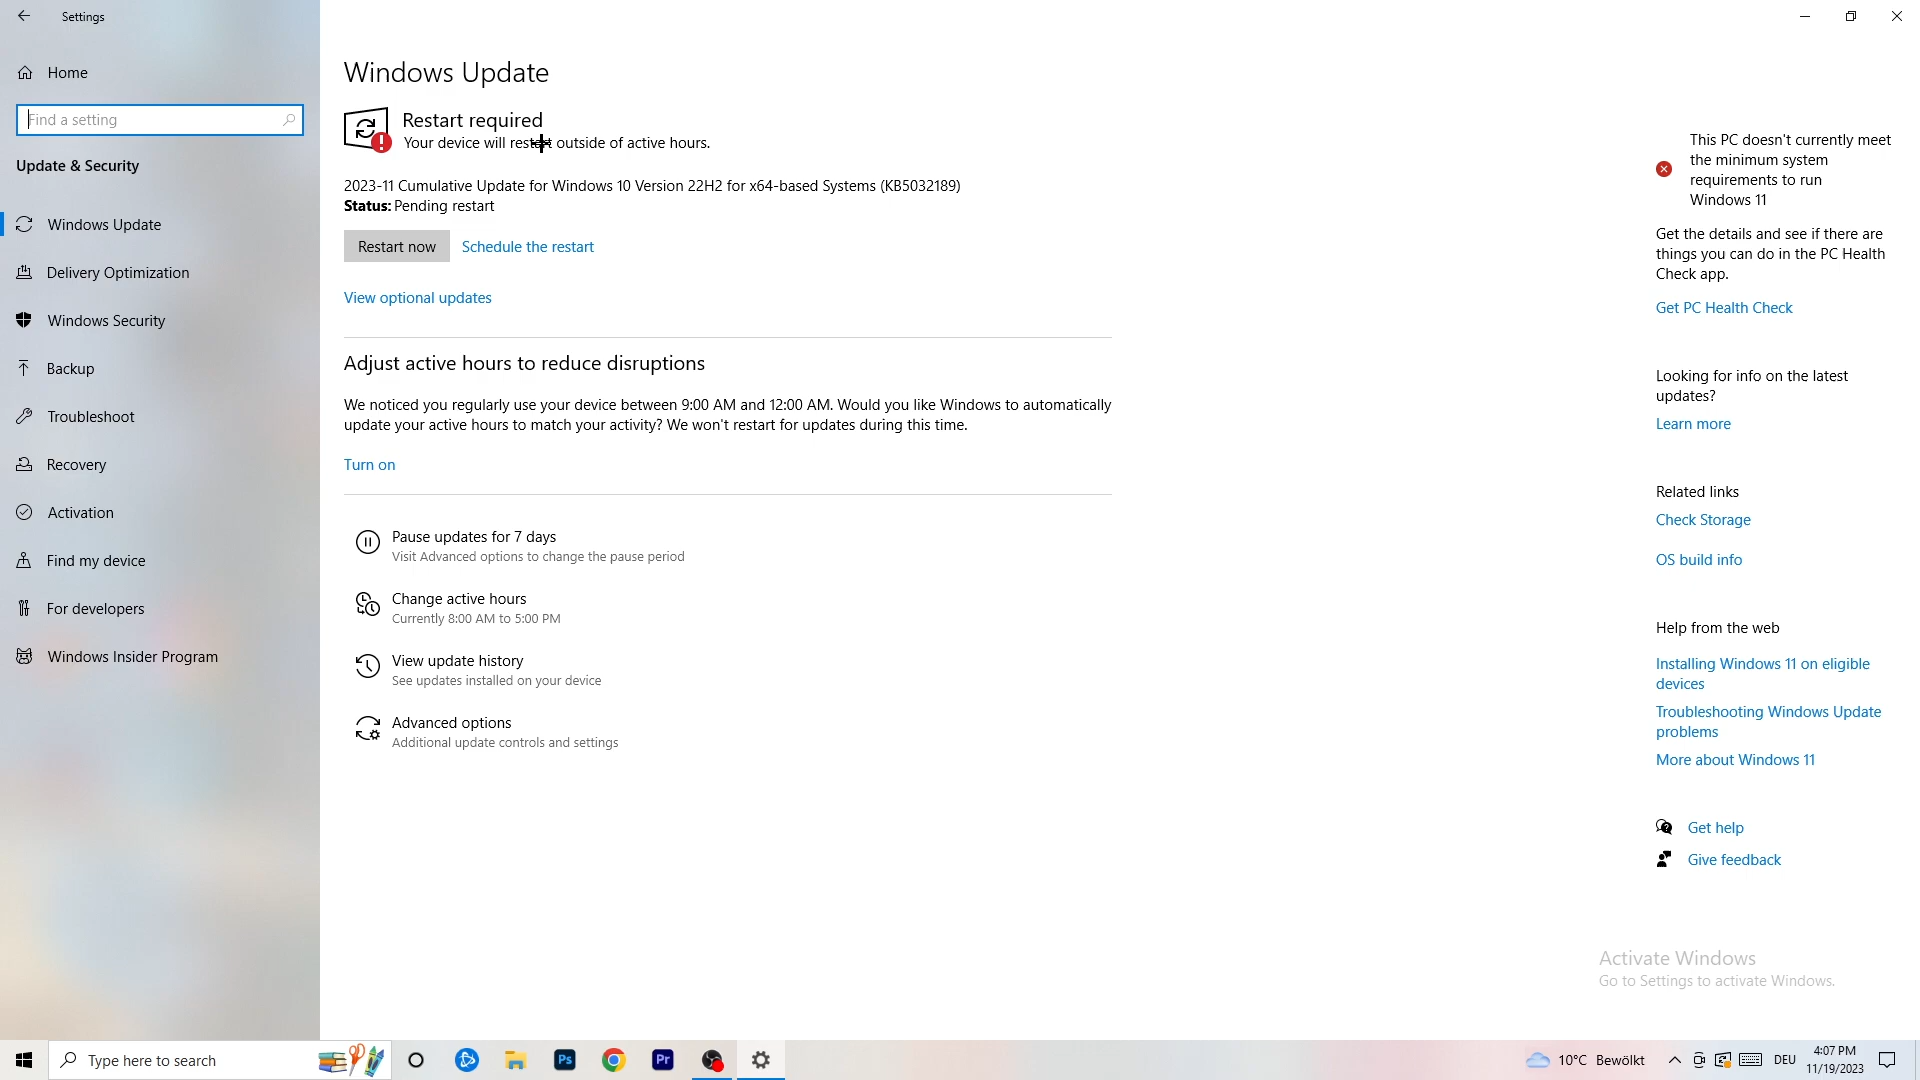 Settings
Home
Find a setting
Update & Security
Windows Update
Delivery Optimization
Windows Security
Backup
Troubleshoot
Recovery
Activation
Find my device
For developers
Windows Insider Program
Windows Update
Restart required
Your device will restart outside of active hours.
2023-11 Cumulative Update for Windows 10 Version 22H2 for x64-based Systems (KB5032189)
Status: Pending restart
Restart now
Schedule the restart
View optional updates
Adjust active hours to reduce disruptions
We noticed you regularly use your device between 9:00 AM and 12:00 AM. Would you like Windows to automatically
update your active hours to match your activity? We won't restart for updates during this time.
Turn on
Pause updates for 7 days
Visit Advanced options to change the pause period
Change active hours
Currently 8:00 AM to 5:00 PM
View update history
See updates installed on your device
Advanced options
Additional update controls and settings
This PC doesn't currently meet
the minimum system
requirements to run
Windows 11
Get the details and see if there are
things you can do in the PC Health
Check app.
Get PC Health Check
Looking for info on the latest
updates?
Learn more
Related links
Check Storage
OS build info
Help from the web
Installing Windows 11 on eligible
devices
Troubleshooting Windows Update
problems
More about Windows 11
Get help
Give feedback
Activate Windows
Go to Settings to activate Windows.
Type here to search
Ps
Pr
10°C Bewölkt
DEU
4:07 PM
11/19/2023